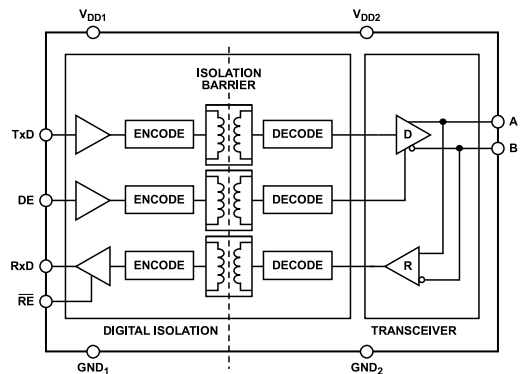 VDD1
VDD2
ISOLATION
BARRIER
TxD
ENCODE
DECODE
D
A
B
DE
ENCODE
DECODE
RxD
ENCODE
DECODE
R
RE
DIGITAL ISOLATION
TRANSCEIVER
GND1
GND2